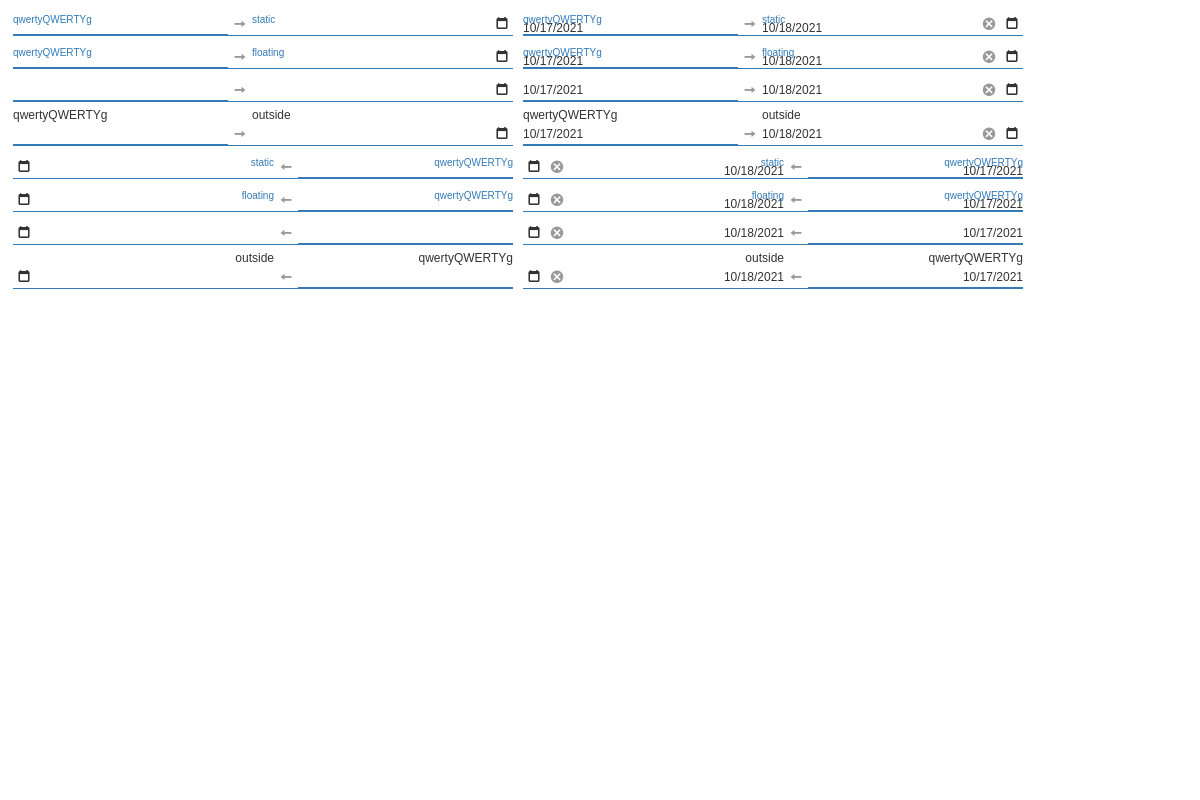 qwertyQWERTYg static qwertyQWERTYg static
10/17/2021 10/18/2021
qwertyQWERTYg floating qwertyQWERTYg floating
10/17/2021 10/18/2021
10/17/2021 10/18/2021
qwertyQWERTYg outside qwertyQWERTYg outside
10/17/2021 10/18/2021
static qwertyQWERTYg static qwertyQWERTYg
10/18/2021 10/17/2021
floating qwertyQWERTYg floating qwertyQWERTYg
10/18/2021 10/17/2021
10/18/2021 10/17/2021
outside qwertyQWERTYg outside qwertyQWERTYg
10/18/2021 10/17/2021